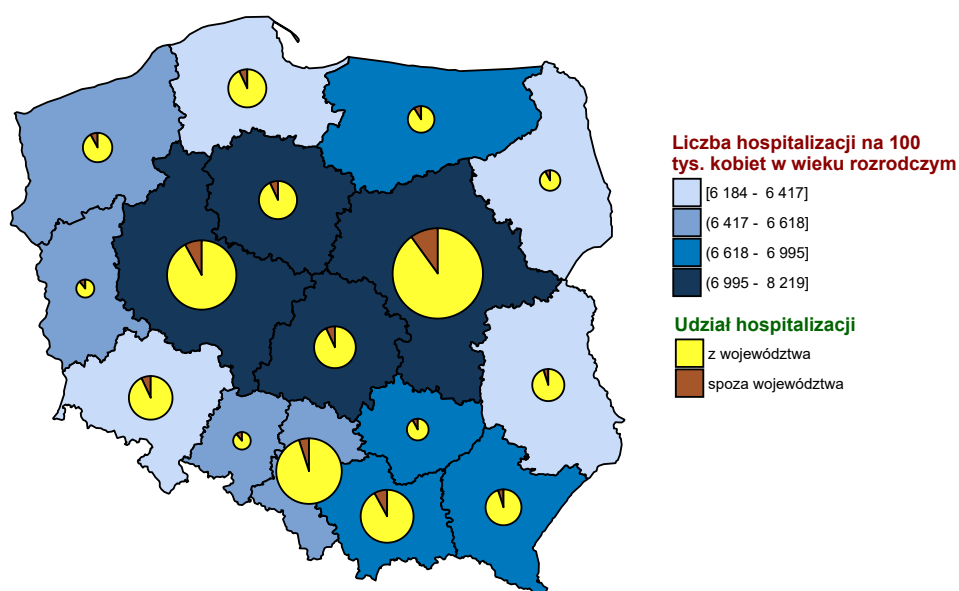 Liczba hospitalizacji na 100
tys. kobiet w wieku rozrodczym
[6 184 - 6 417]
(6 417 - 6 618]
(6 618 - 6 995]
(6 995 - 8 219]
Udział hospitalizacji
z województwa
spoza województwa